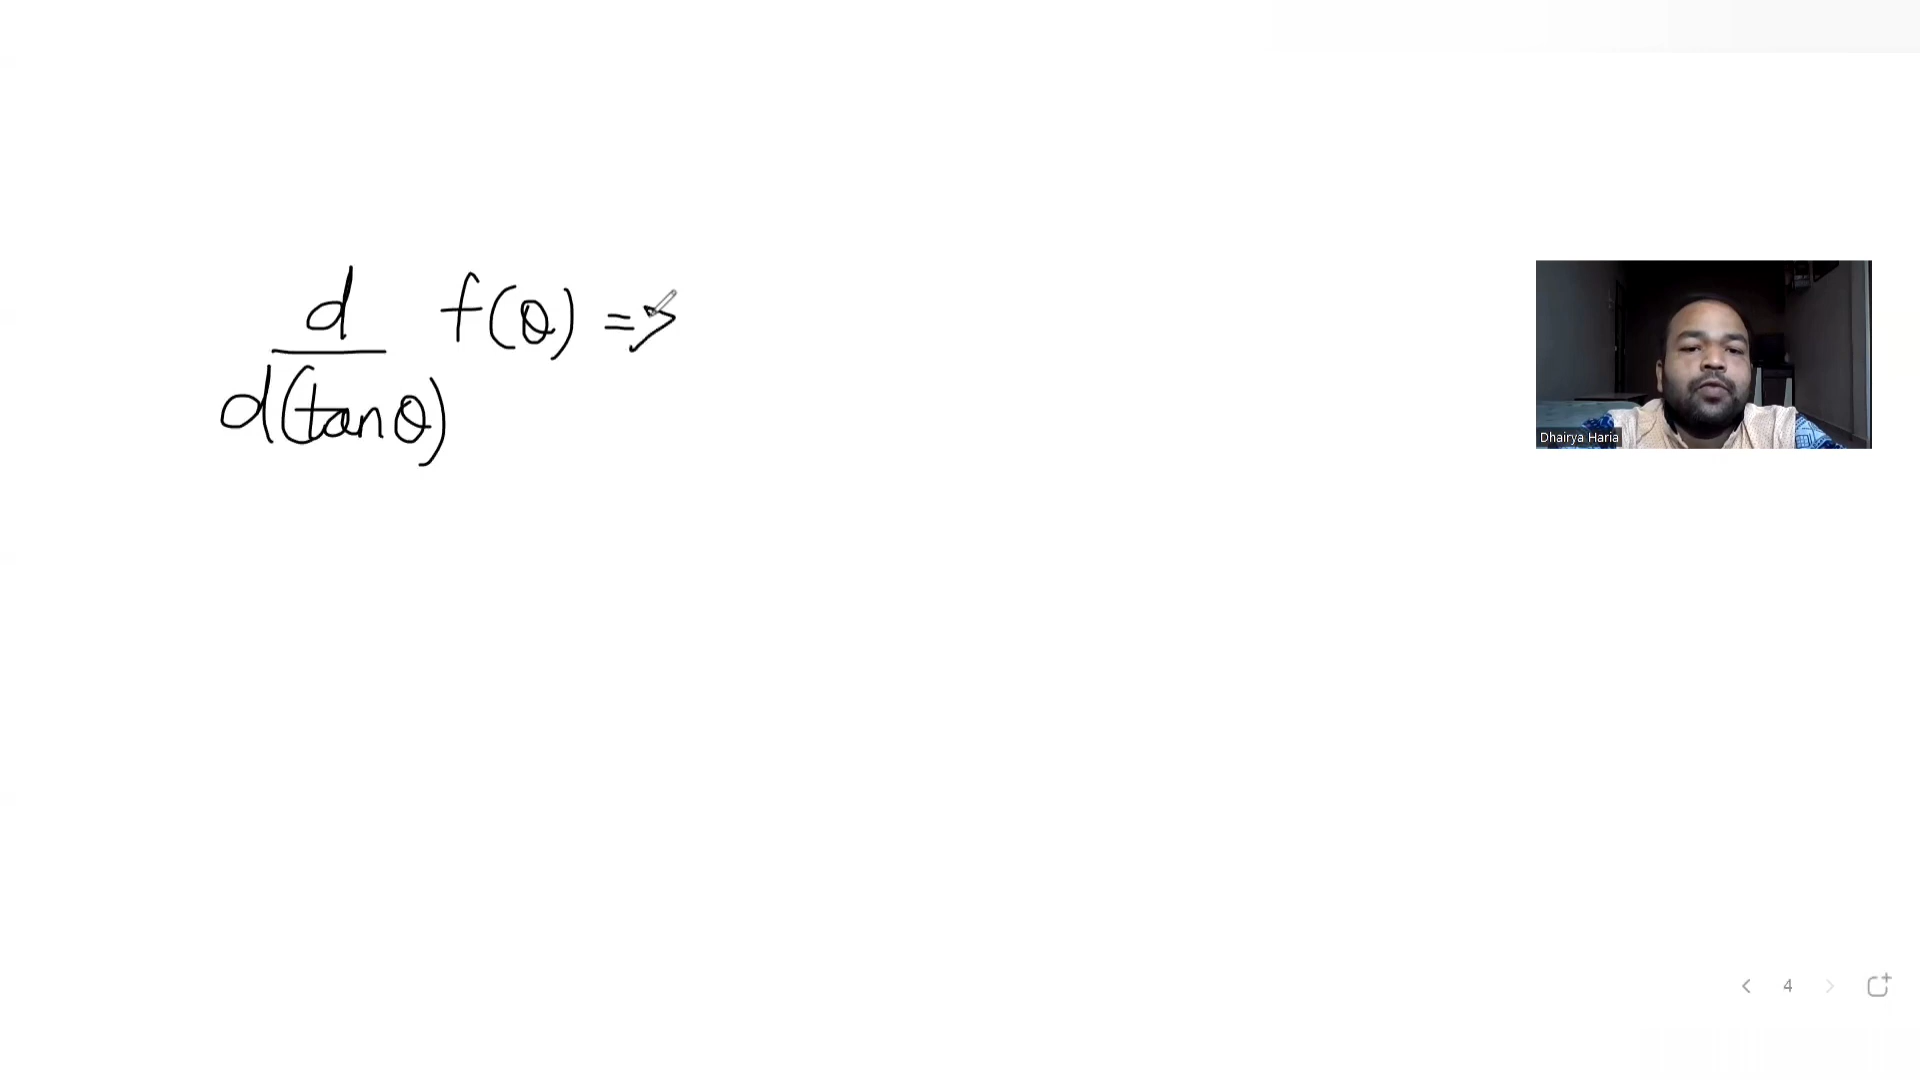 d f(θ) =>
d(tanθ)
Dhairya Haria
4